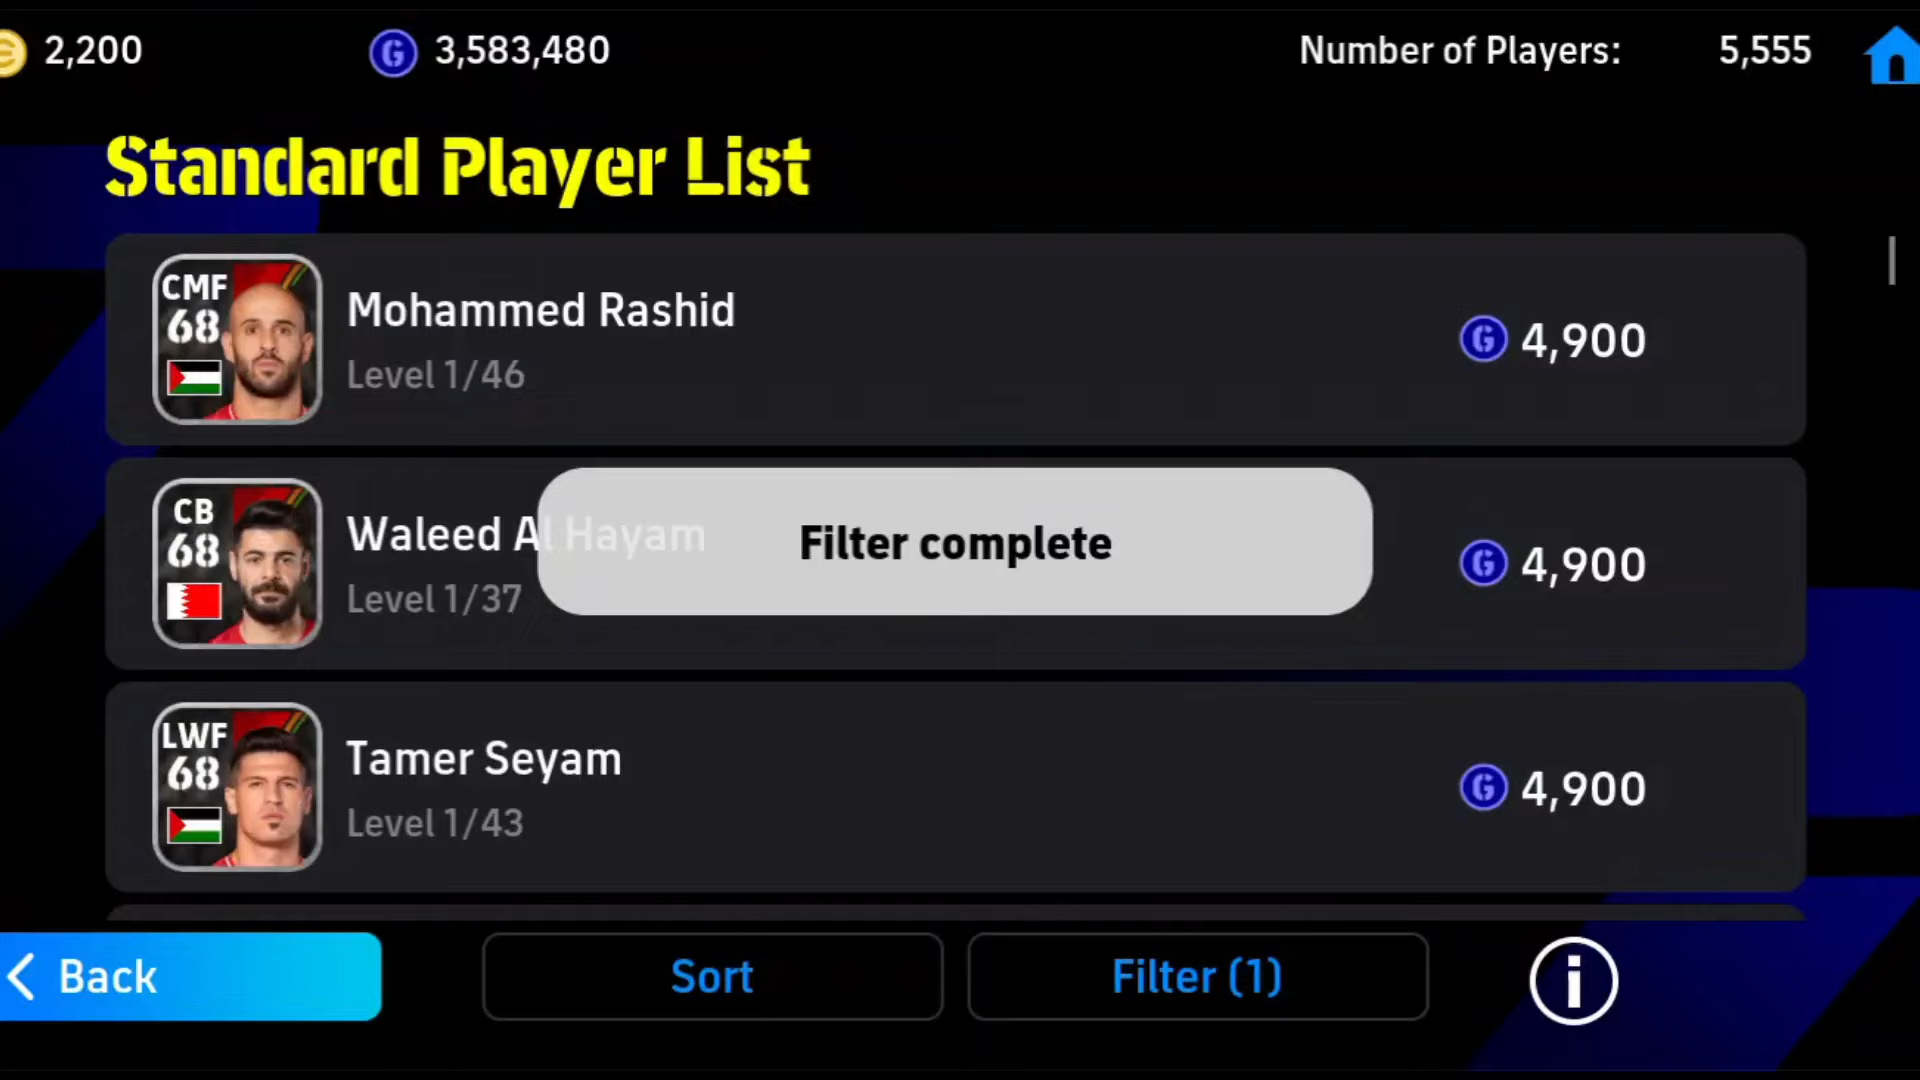 2,200
G 3,583,480
Number of Players: 5,555
Standard Player List
CMF
68
Mohammed Rashid
Level 1/46
G 4,900
CB
68
Waleed Al Hayam
Level 1/37
Filter complete
G 4,900
LWF
68
Tamer Seyam
Level 1/43
G 4,900
Back
Sort
Filter (1)
i